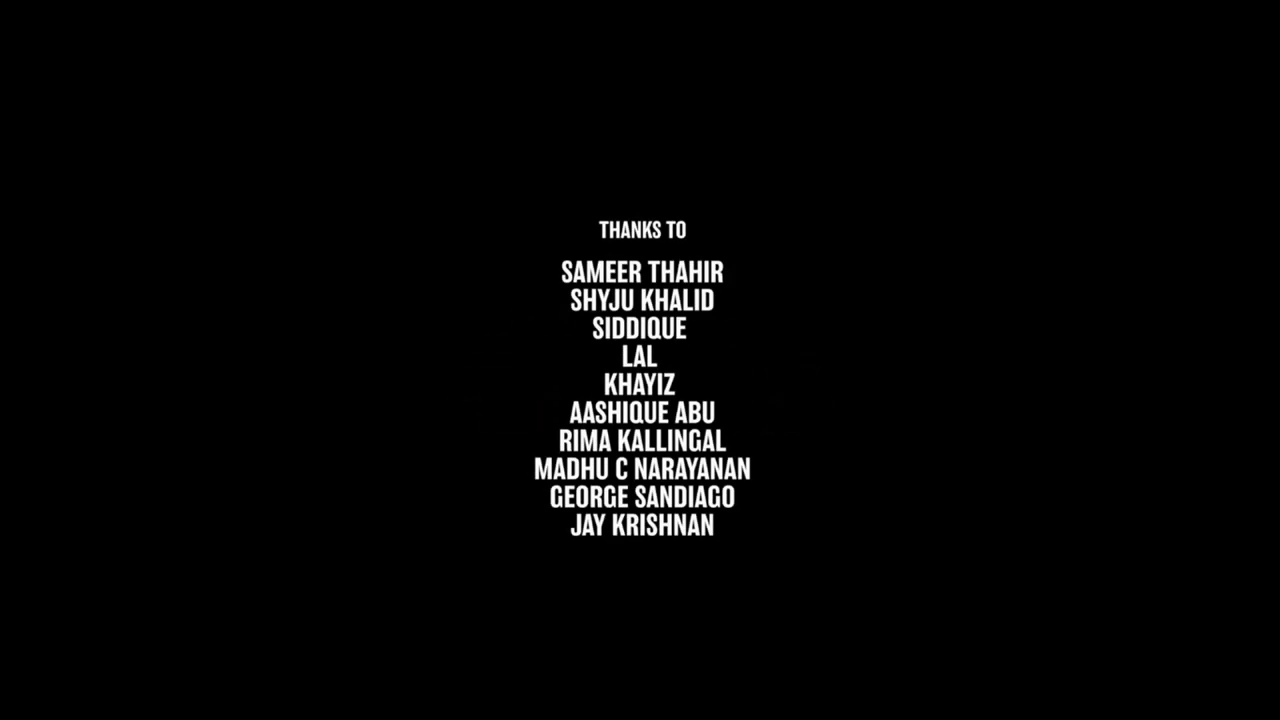 THANKS TO
SAMEER THAHIR
SHYJU KHALID
SIDDIQUE
LAL
KHAYIZ
AASHIQUE ABU
RIMA KALLINGAL
MADHU C NARAYANAN
GEORGE SANDIAGO
JAY KRISHNAN